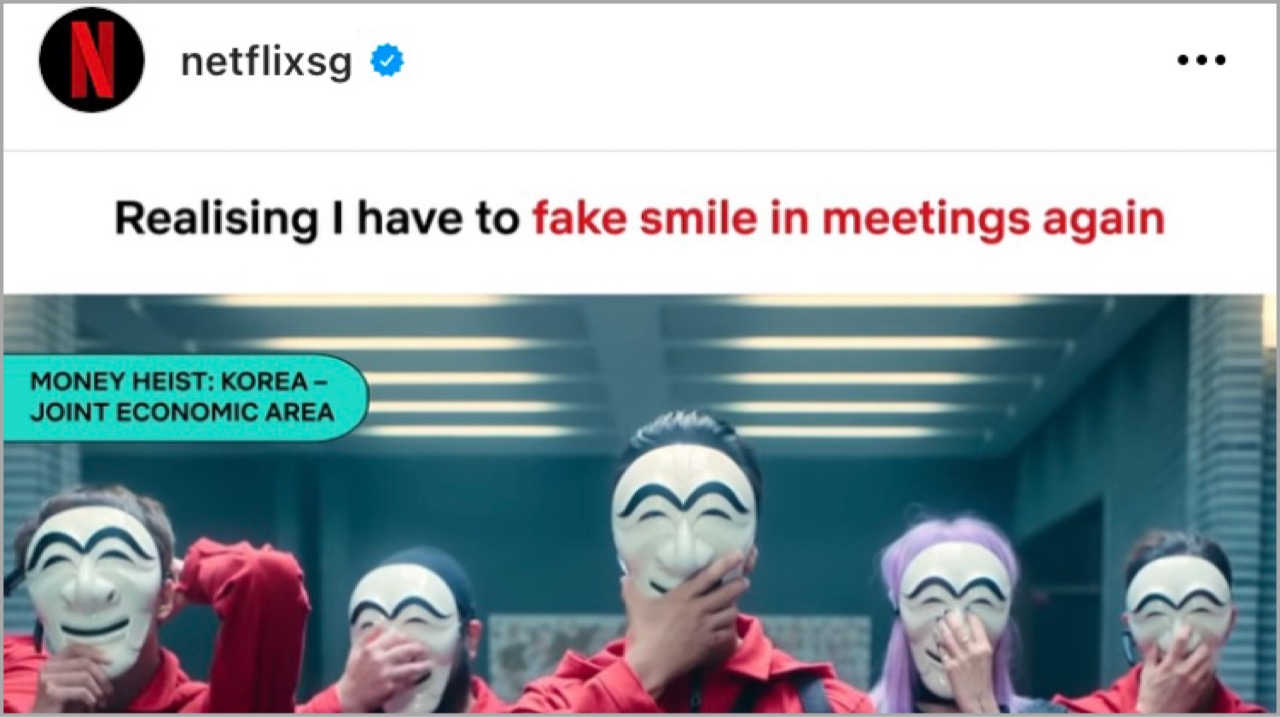 netflixsg
Realising I have to fake smile in meetings again
MONEY HEIST: KOREA –
JOINT ECONOMIC AREA